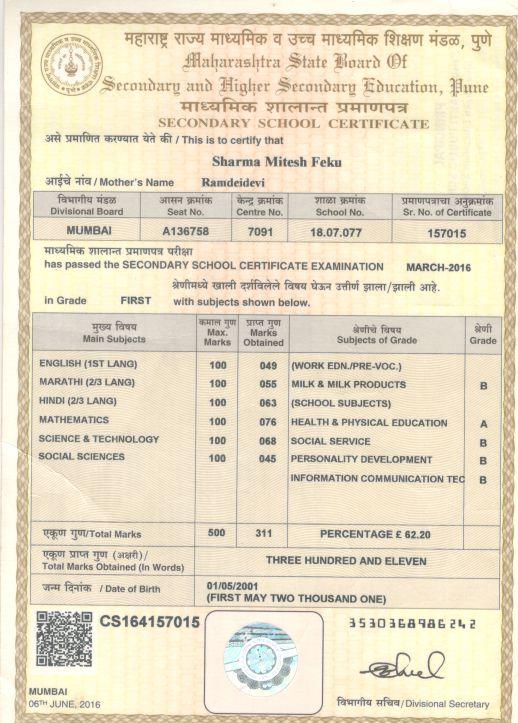 महाराष्ट्र राज्य माध्यमिक व उच्च माध्यमिक शिक्षण मंडळ, पुणे
Maharashtra State Board Of
Secondary and Higher Secondary Education, Pune
माध्यमिक शालान्त प्रमाणपत्र
SECONDARY SCHOOL CERTIFICATE
असे प्रमाणित करण्यात येते की / This is to certify that
Sharma Mitesh Feku
आईचे नांव / Mother's Name Ramdeidevi
विभागीय मंडळ आसन क्रमांक केन्द्र क्रमांक शाळा क्रमांक प्रमाणपत्राचा अनुक्रमांक
Divisional Board Seat No. Centre No. School No. Sr. No. of Certificate
MUMBAI A136758 7091 18.07.077 157015
माध्यमिक शालान्त प्रमाणपत्र परीक्षा
has passed the SECONDARY SCHOOL CERTIFICATE EXAMINATION MARCH-2016
श्रेणीमध्ये खाली दर्शविलेले विषय घेऊन उत्तीर्ण झाला/झाली आहे.
in Grade FIRST with subjects shown below.
मुख्य विषय कमाल गुण प्राप्त गुण श्रेणीचे विषय श्रेणी
Main Subjects Max. Marks Marks Obtained Subjects of Grade Grade
ENGLISH (1ST LANG) 100 049 (WORK EDN./PRE-VOC.)
MARATHI (2/3 LANG) 100 055 MILK & MILK PRODUCTS B
HINDI (2/3 LANG) 100 063 (SCHOOL SUBJECTS)
MATHEMATICS 100 076 HEALTH & PHYSICAL EDUCATION A
SCIENCE & TECHNOLOGY 100 068 SOCIAL SERVICE B
SOCIAL SCIENCES 100 045 PERSONALITY DEVELOPMENT B
INFORMATION COMMUNICATION TEC B
एकूण गुण/Total Marks 500 311 PERCENTAGE £ 62.20
एकूण प्राप्त गुण (अक्षरी)/
Total Marks Obtained (In Words) THREE HUNDRED AND ELEVEN
जन्म दिनांक / Date of Birth 01/05/2001
(FIRST MAY TWO THOUSAND ONE)
CS164157015 3530368986242
MUMBAI
06TH JUNE, 2016 विभागीय सचिव/Divisional Secretary